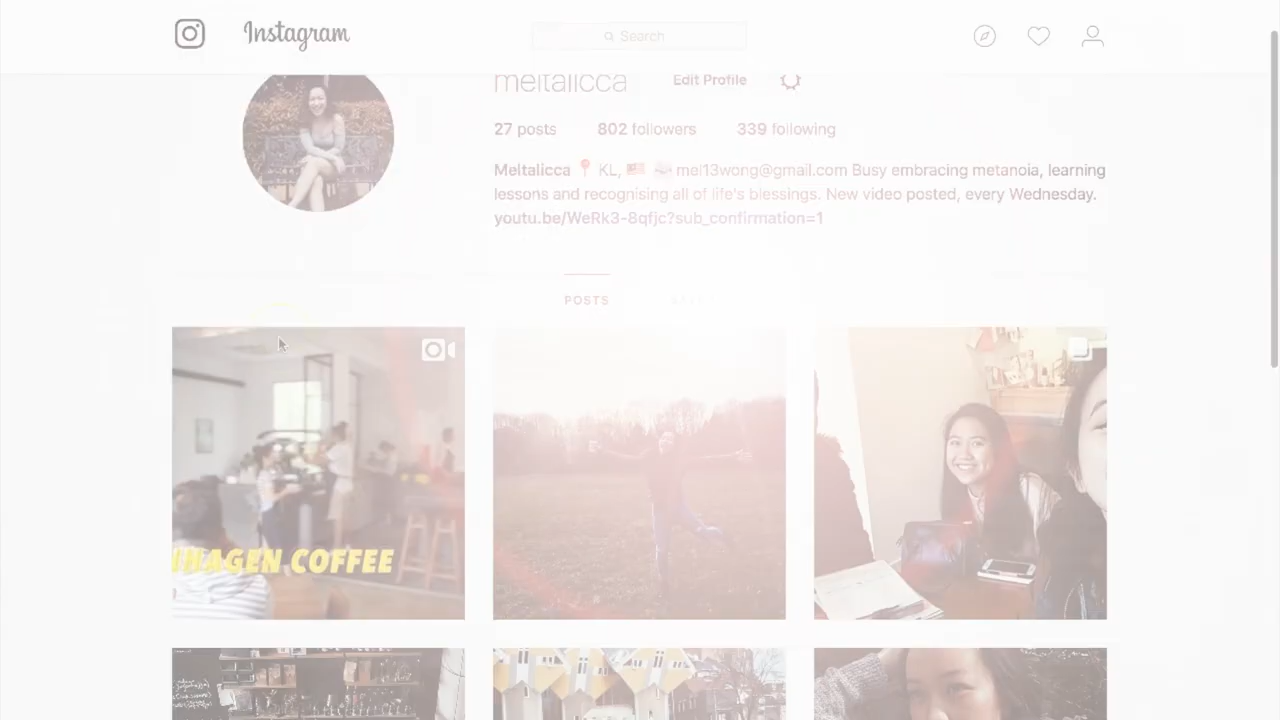 Instagram
Search
meltalicca
Edit Profile
27 posts 802 followers 339 following
Meltalicca 📍 KL, 🇲🇾 mel13wong@gmail.com Busy embracing metanoia, learning
lessons and recognising all of life's blessings. New video posted, every Wednesday.
youtu.be/WeRk3-8qfjc?sub_confirmation=1
POSTS
COFFEE